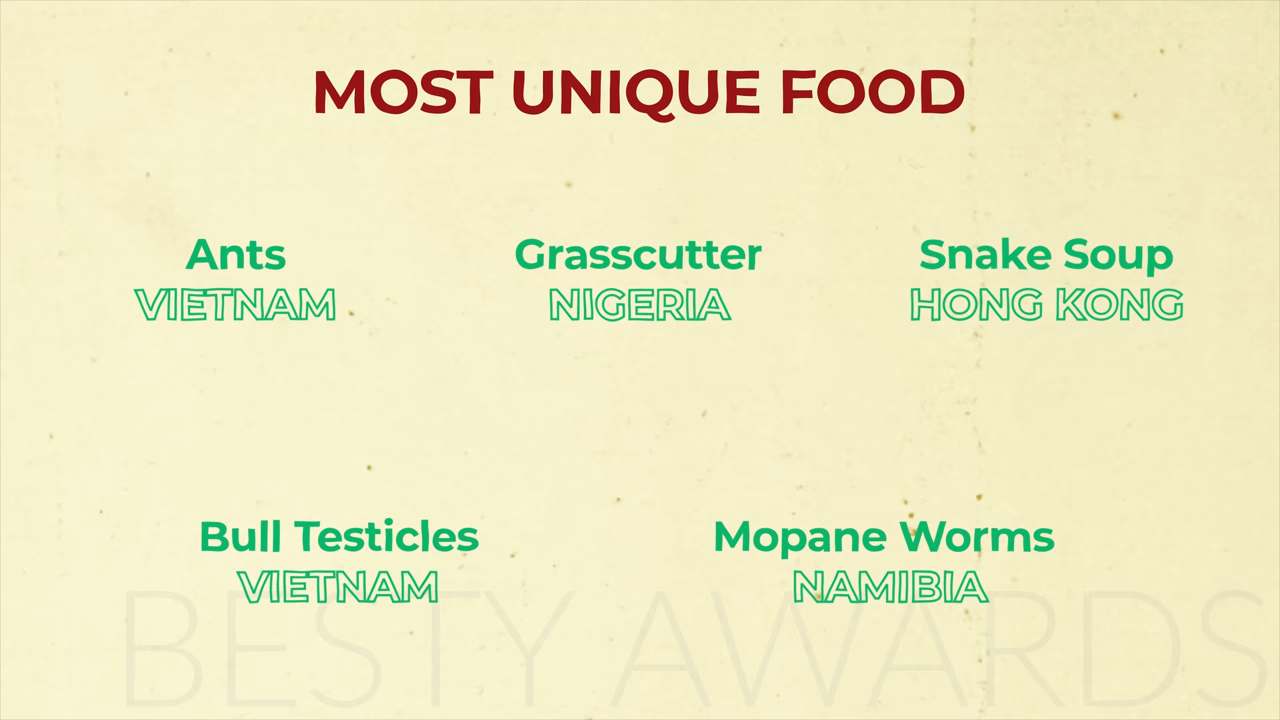 MOST UNIQUE FOOD
Ants
VIETNAM
Grasscutter
NIGERIA
Snake Soup
HONG KONG
Bull Testicles
VIETNAM
Mopane Worms
NAMIBIA
BESTY AWARDS